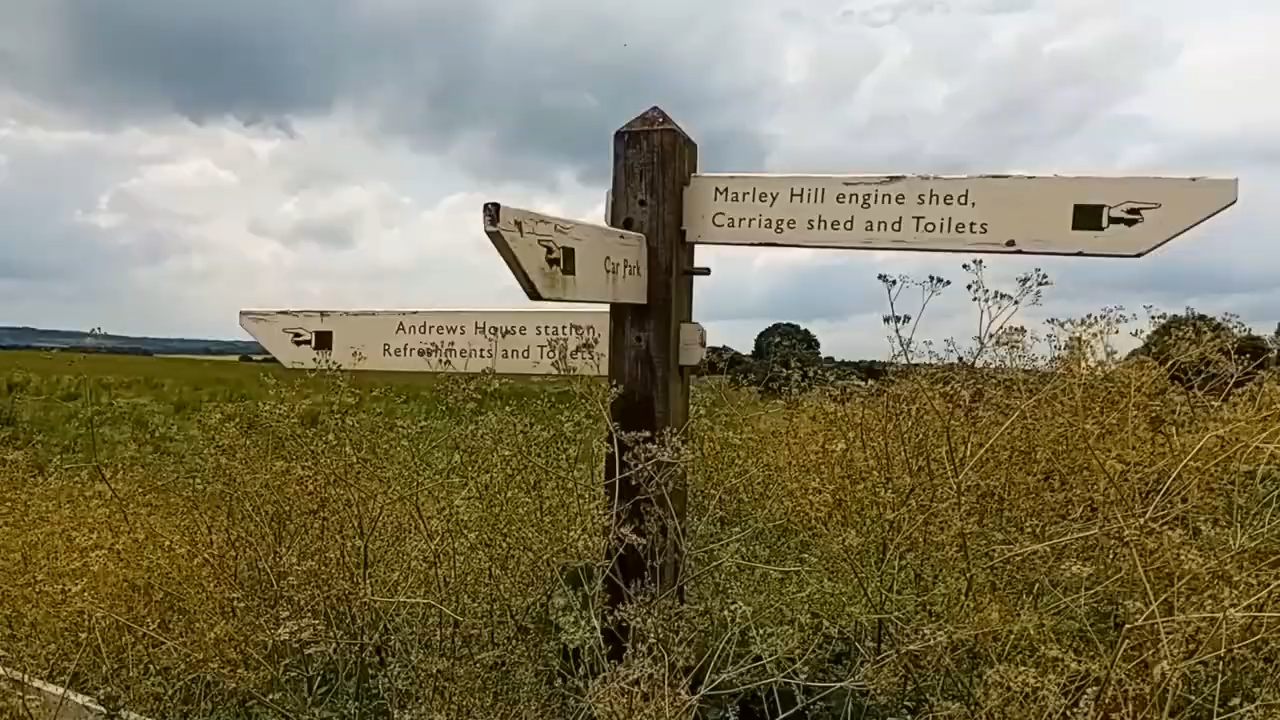 Marley Hill engine shed,
Carriage shed and Toilets
Car Park
Andrews House station,
Refreshments and Toilets